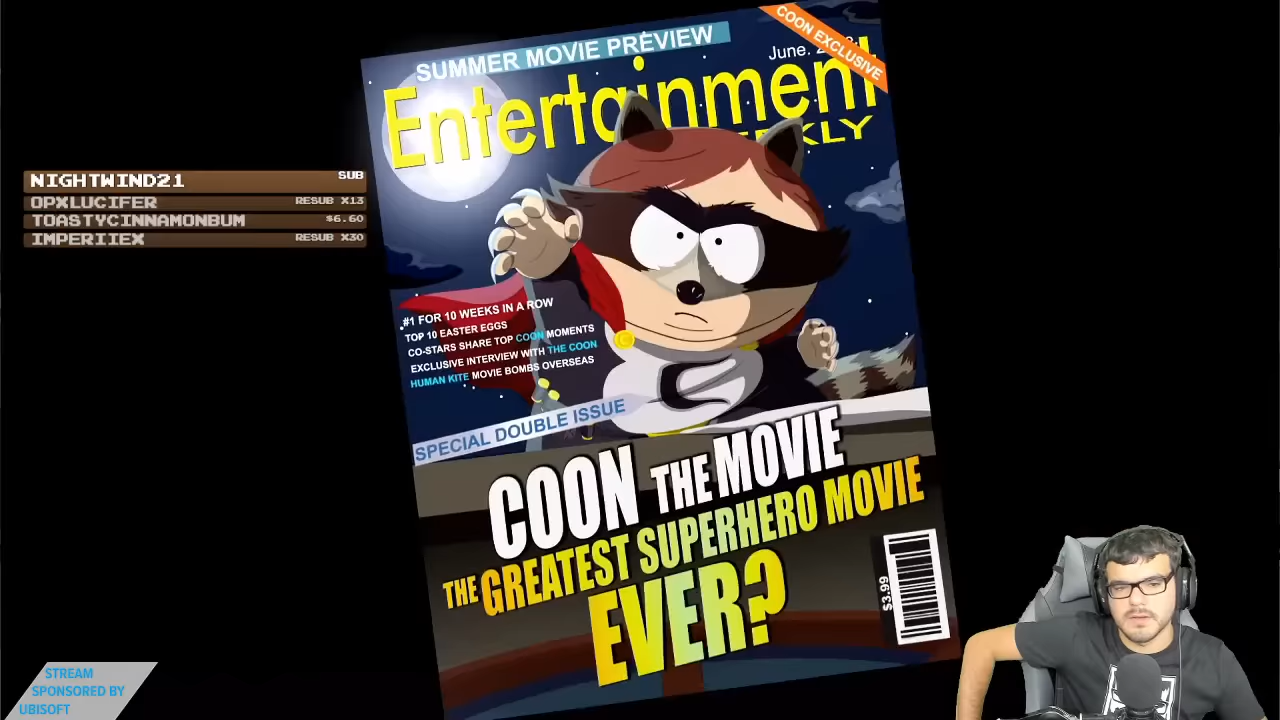 SUMMER MOVIE PREVIEW
COON EXCLUSIVE
June.
Entertainment
NIGHTWIND21 SUB
OPXLUCIFER RESUB X13
TOASTYCINNAMONBUM $6.60
IMPERIIEX RESUB X30
#1 FOR 10 WEEKS IN A ROW
TOP 10 EASTER EGGS
CO-STARS SHARE TOP COON MOMENTS
EXCLUSIVE INTERVIEW WITH THE COON
HUMAN KITE MOVIE BOMBS OVERSEAS
SPECIAL DOUBLE ISSUE
COON THE MOVIE
THE GREATEST SUPERHERO MOVIE
EVER?
$3.99
STREAM
SPONSORED BY
UBISOFT